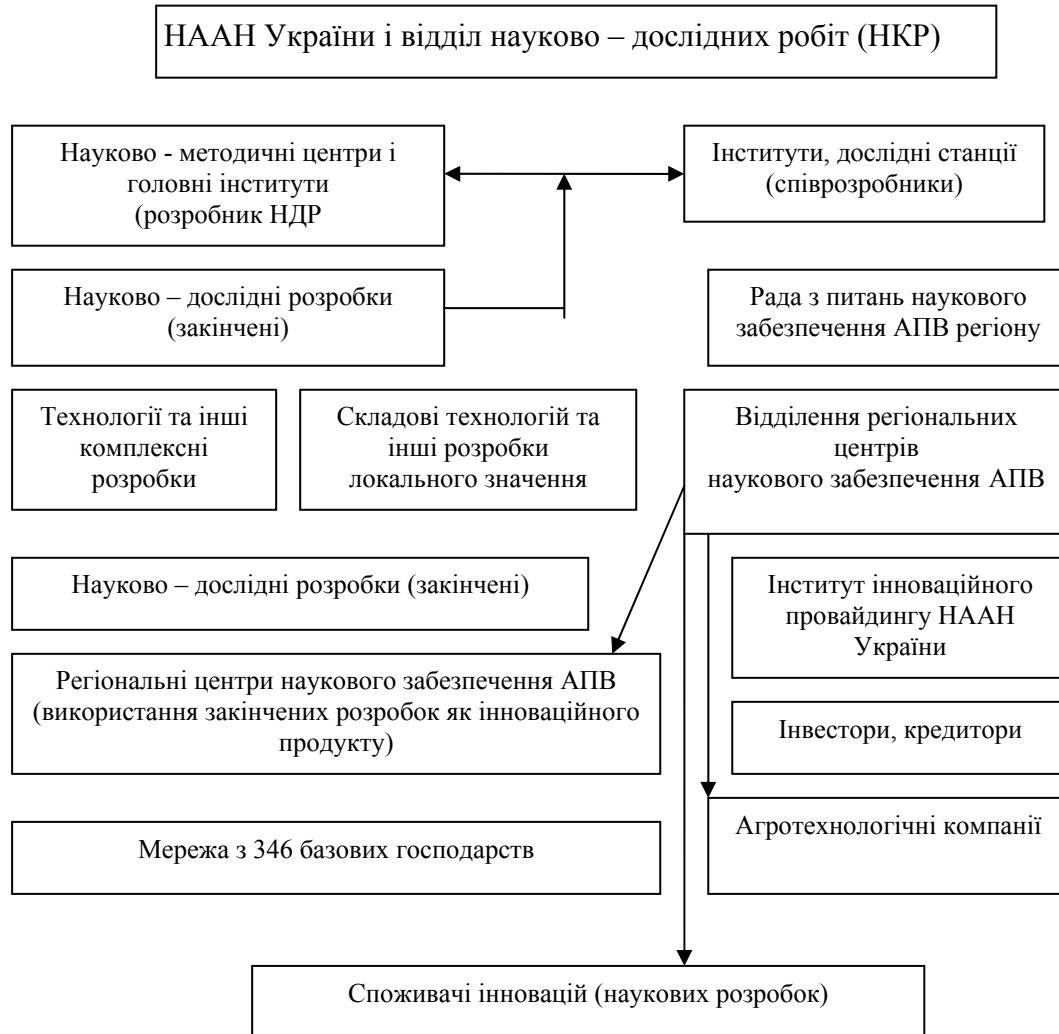 НААН України і відділ науково – дослідних робіт (НКР)
Науково - методичні центри і
головні інститути
(розробник НДР
Інститути, дослідні станції
(співрозробники)
Науково – дослідні розробки
(закінчені)
Рада з питань наукового
забезпечення АПВ регіону
Технології та інші
комплексні
розробки
Складові технологій та
інші розробки
локального значення
Відділення регіональних
центрів
наукового забезпечення АПВ
Науково – дослідні розробки (закінчені)
Інститут інноваційного
провайдингу НААН
України
Регіональні центри наукового забезпечення АПВ
(використання закінчених розробок як інноваційного
продукту)
Інвестори, кредитори
Мережа з 346 базових господарств
Агротехнологічні компанії
Споживачі інновацій (наукових розробок)